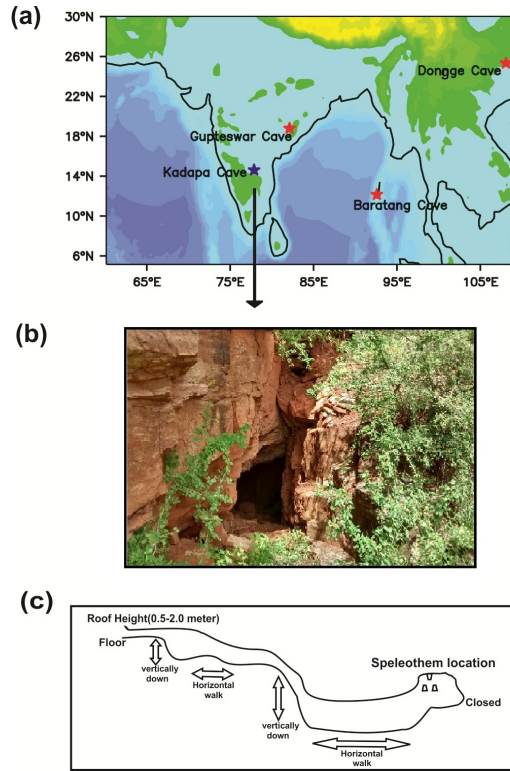 (a)
30°N
26°N
22°N
18°N
14°N
10°N
6°N
Dongge Cave
Gupteswar Cave
Kadapa Cave
Baratang Cave
65°E 75°E 85°E 95°E 105°E
(b)
(c)
Roof Height(0.5-2.0 meter)
Floor
vertically
down
Horizontal
walk
vertically
down
Horizontal
walk
Speleothem location
Closed